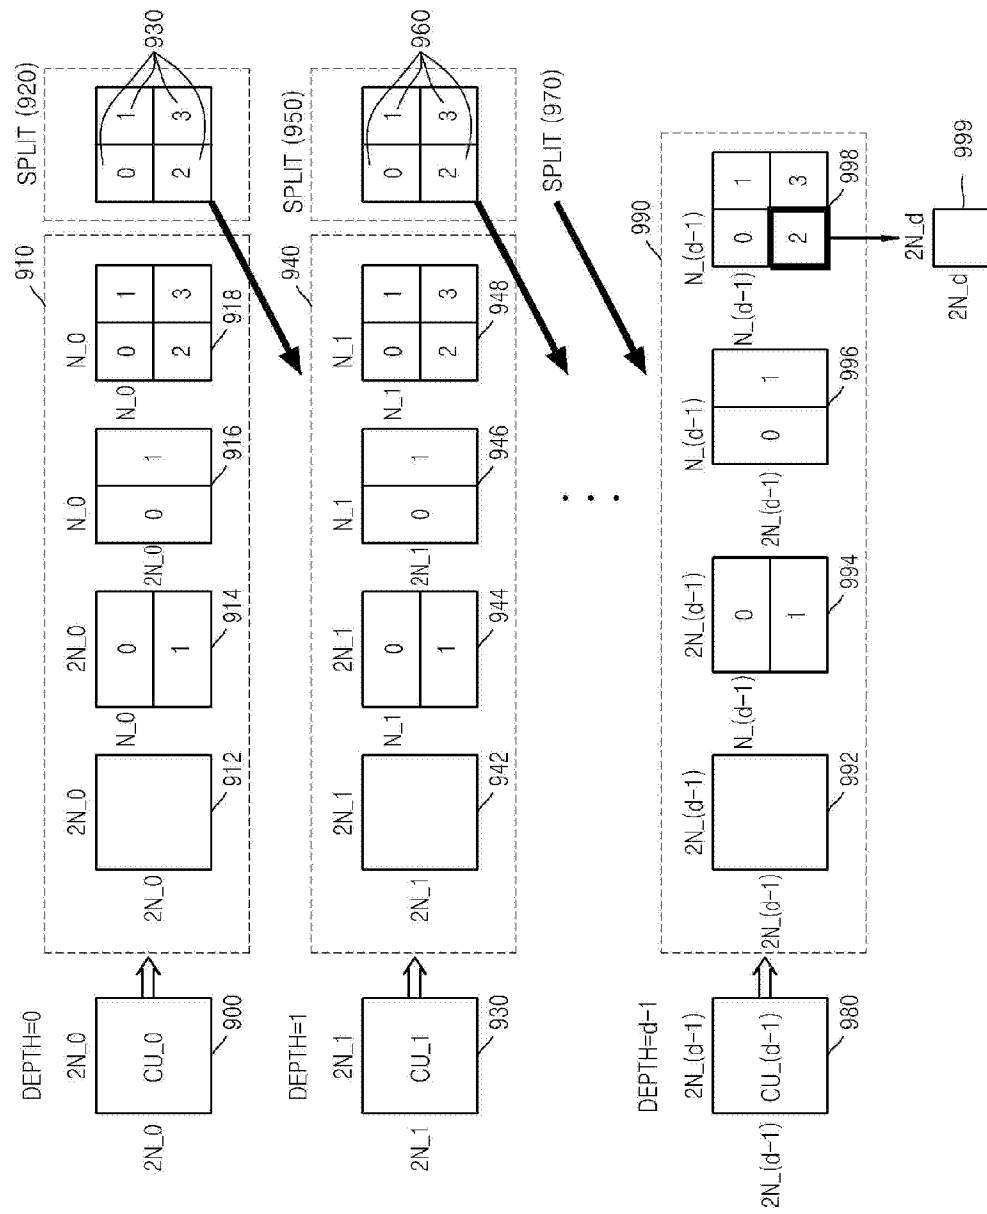 DEPTH=0
2N_0
2N_0
CU_0
900
910
2N_0
2N_0
912
2N_0
N_0
0
1
914
N_0
2N_0
0
1
916
N_0
N_0
0
1
2
3
918
SPLIT (920)
0
1
2
3
930
DEPTH=1
2N_1
2N_1
CU_1
930
940
2N_1
2N_1
942
2N_1
N_1
0
1
944
N_1
2N_1
0
1
946
N_1
N_1
0
1
2
3
948
SPLIT (950)
0
1
2
3
960
SPLIT (970)
DEPTH=d-1
2N_(d-1)
2N_(d-1)
CU_(d-1)
980
990
2N_(d-1)
2N_(d-1)
992
2N_(d-1)
N_(d-1)
0
1
994
N_(d-1)
2N_(d-1)
0
1
996
N_(d-1)
N_(d-1)
0
1
2
3
998
2N_d
2N_d
999